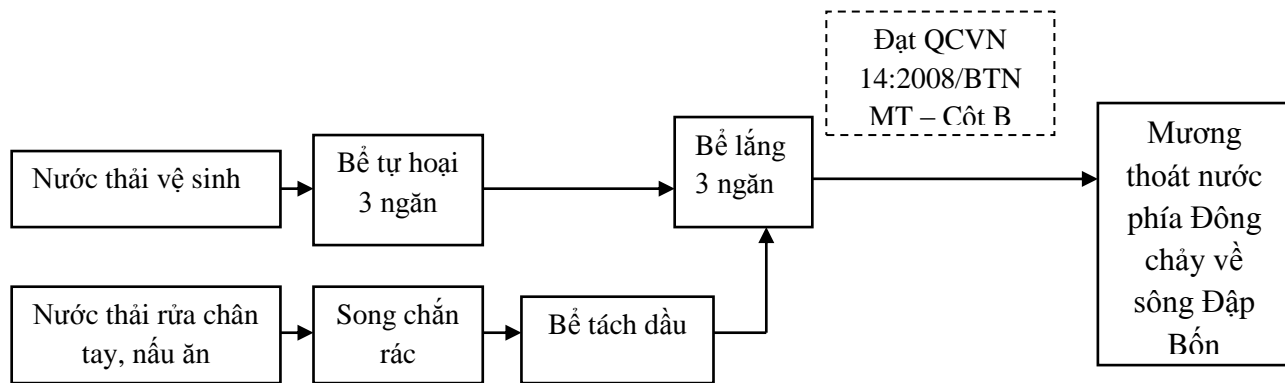 Đạt QCVN
14:2008/BTN
MT – Cột B
Nước thải vệ sinh
Bể tự hoại
3 ngăn
Bể lắng
3 ngăn
Mương
thoát nước
phía Đông
chảy về
sông Đập
Bốn
Nước thải rửa chân
tay, nấu ăn
Song chắn
rác
Bể tách dầu